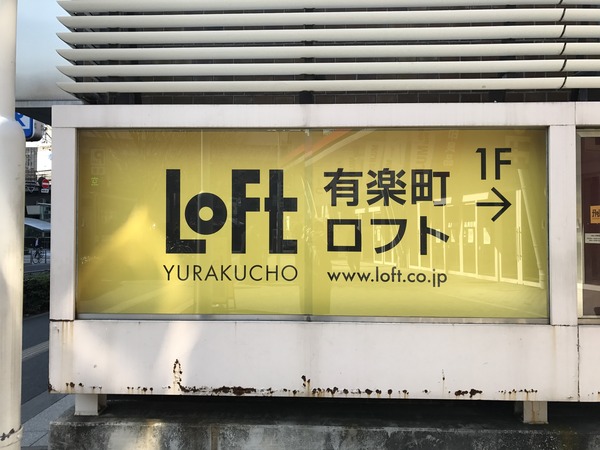 Loft
YURAKUCHO
有楽町
ロフト
www.loft.co.jp
1F
→